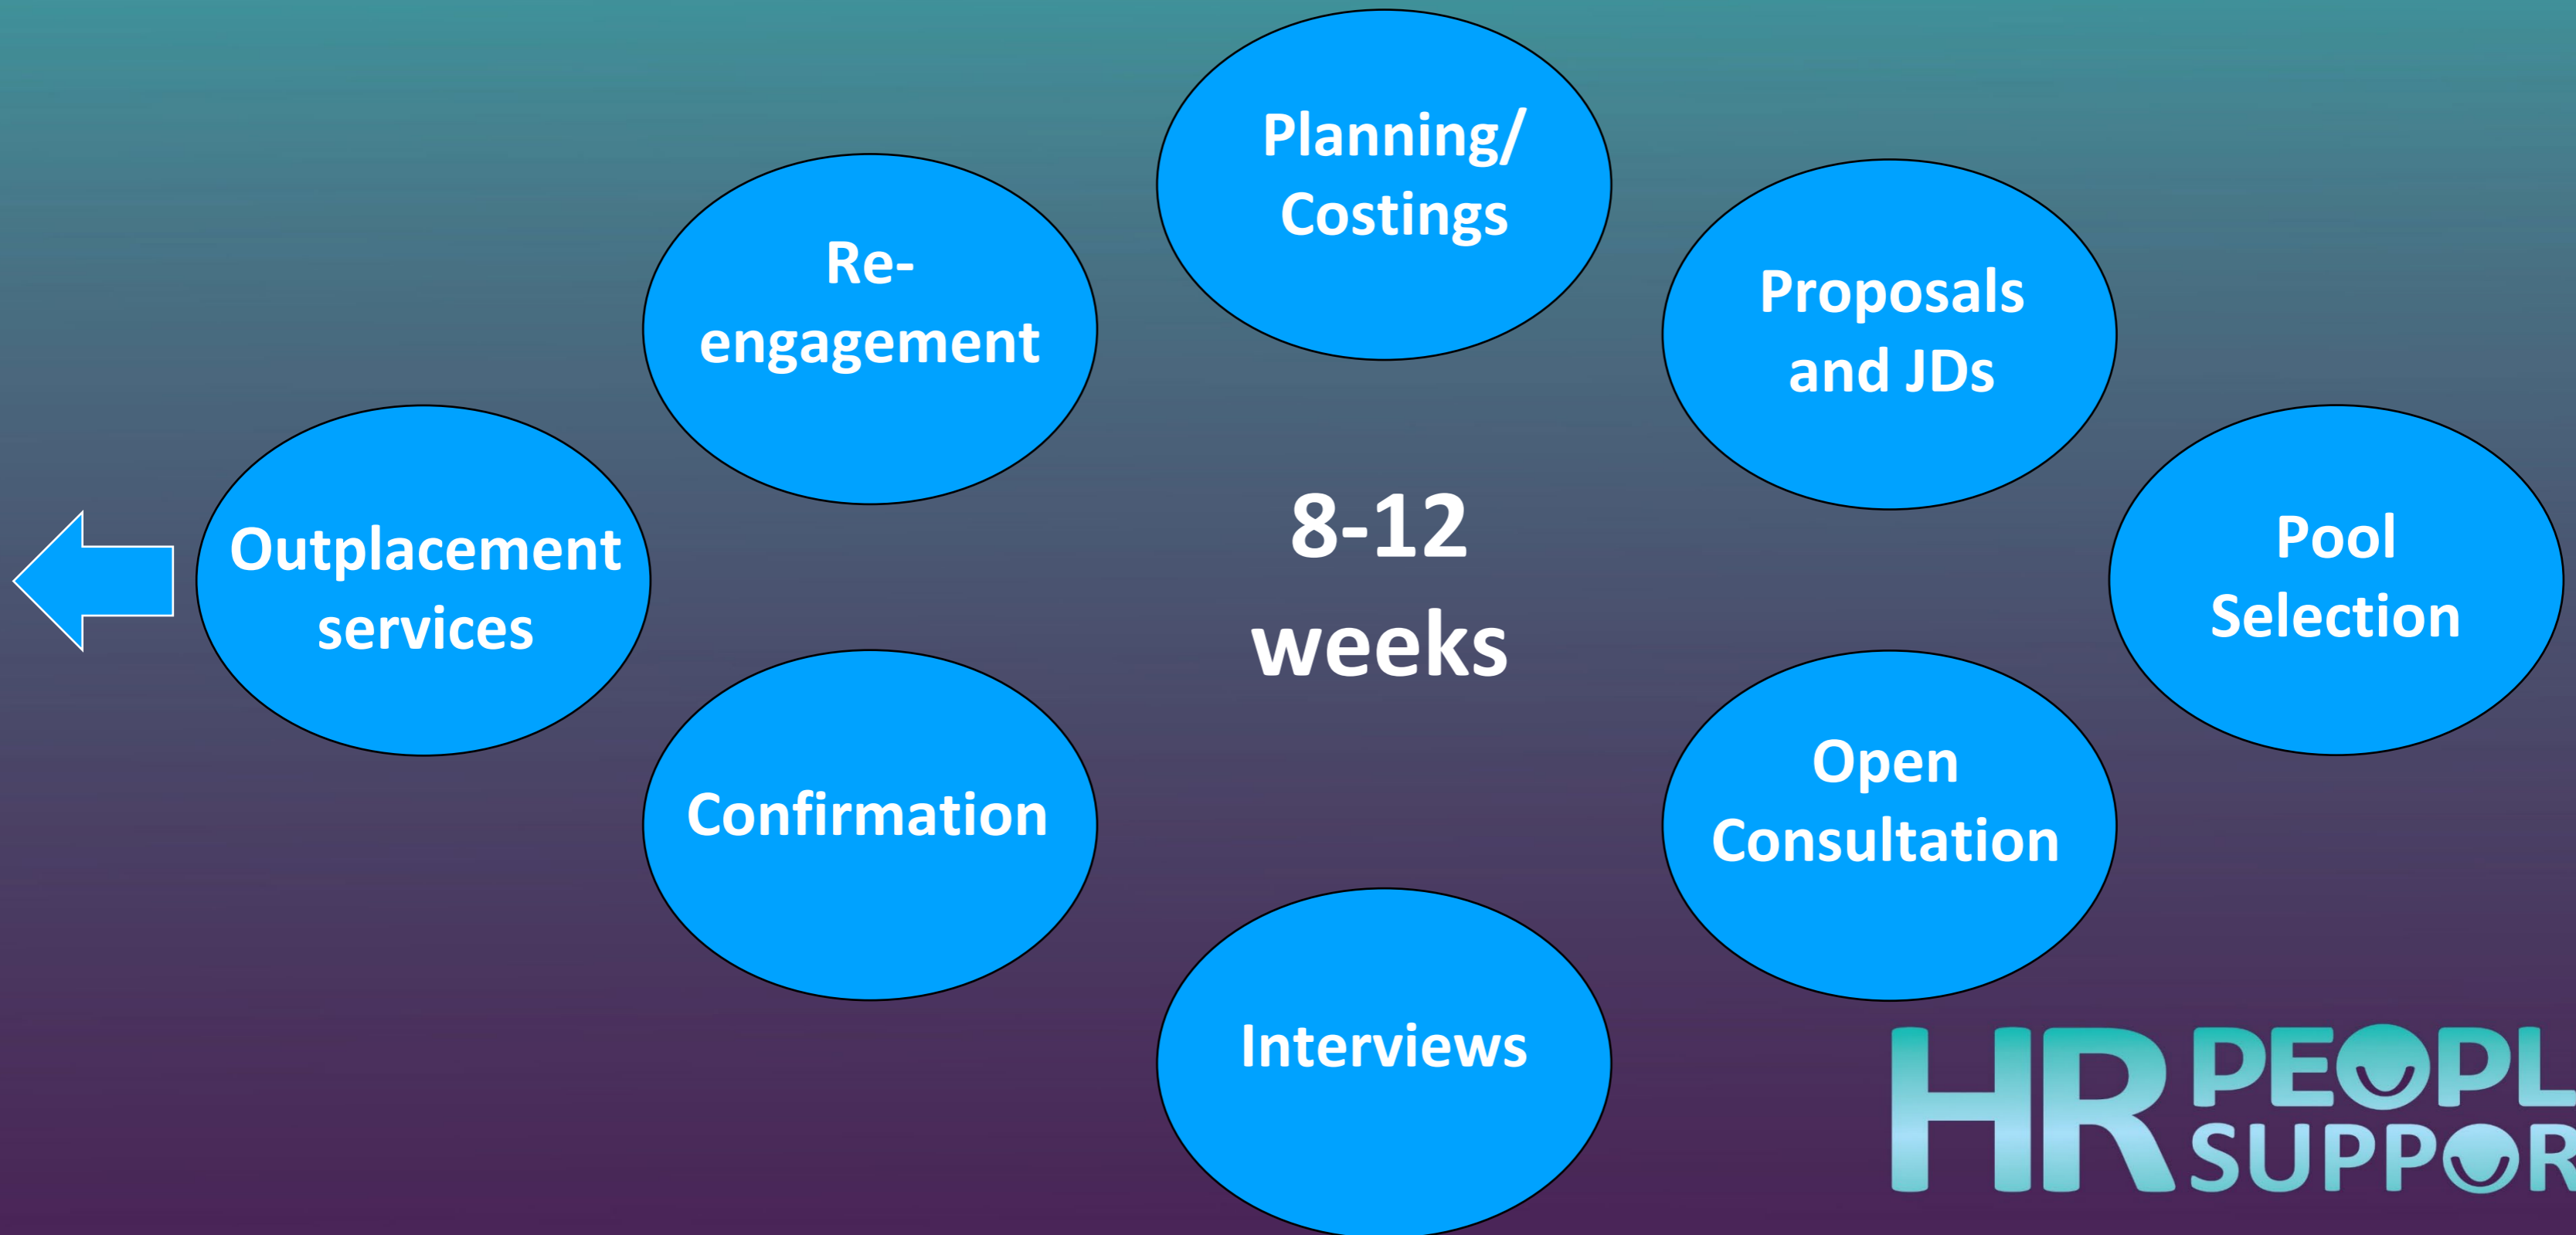 Planning/
Costings
Re-
engagement
Proposals
and JDs
8-12
weeks
Outplacement
services
Pool
Selection
Confirmation
Open
Consultation
Interviews
HR PEOPL
SUPPOR